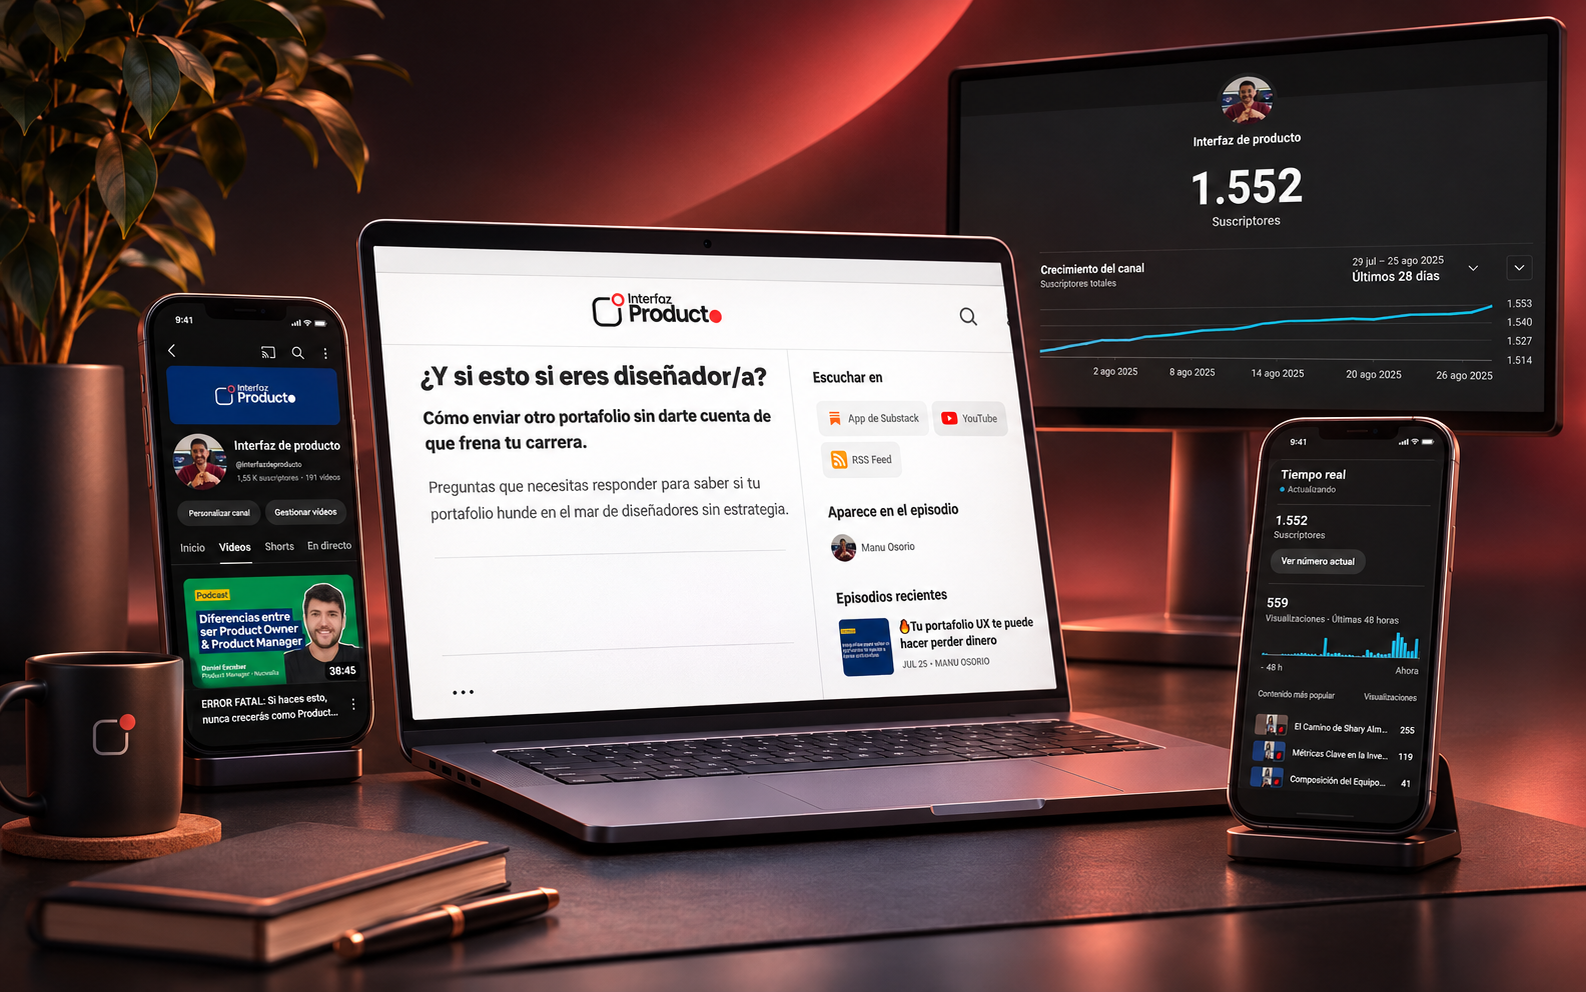 9:41
Interfaz
Producto
Interfaz de producto
@interfazdeproducto
1,55 K suscriptores • 191 videos
Personalizar canal
Gestionar videos
Inicio
Videos
Shorts
En directo
Podcast
Diferencias entre
ser Product Owner
& Product Manager
Daniel Escriber
Product Manager · Nucvella
38:45
ERROR FATAL: Si haces esto,
nunca crecerás como Product...
Interfaz
Producto
¿Y si esto si eres diseñador/a?
Cómo enviar otro portafolio sin darte cuenta de
que frena tu carrera.
Preguntas que necesitas responder para saber si tu
portafolio hunde en el mar de diseñadores sin estrategia.
Escuchar en
App de Substack
YouTube
RSS Feed
Aparece en el episodio
Manu Osorio
Episodios recientes
🔥Tu portafolio UX te puede
hacer perder dinero
JUL 25 • MANU OSORIO
Interfaz de producto
1.552
Suscriptores
Crecimiento del canal
Suscriptores totales
29 jul – 25 ago 2025
Últimos 28 días
1.553
1.540
1.527
1.514
2 ago 2025
8 ago 2025
14 ago 2025
20 ago 2025
26 ago 2025
9:41
Tiempo real
Actualizando
1.552
Suscriptores
Ver número actual
559
Visualizaciones · Últimas 48 horas
- 48 h
Ahora
Contenido más popular
Visualizaciones
El Camino de Shary Alm...
255
Métricas Clave en la Inve...
119
Composición del Equipo...
41